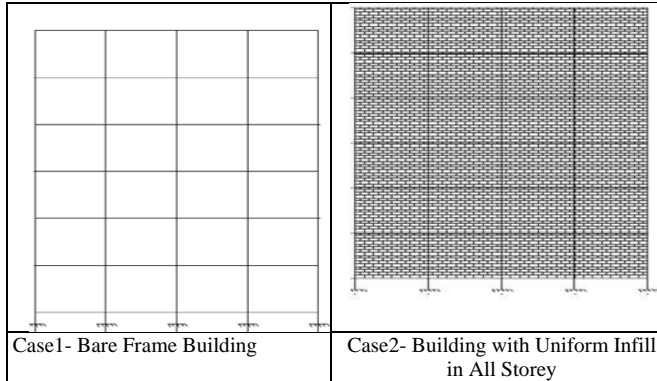 Case1- Bare Frame Building
Case2- Building with Uniform Infill
in All Storey